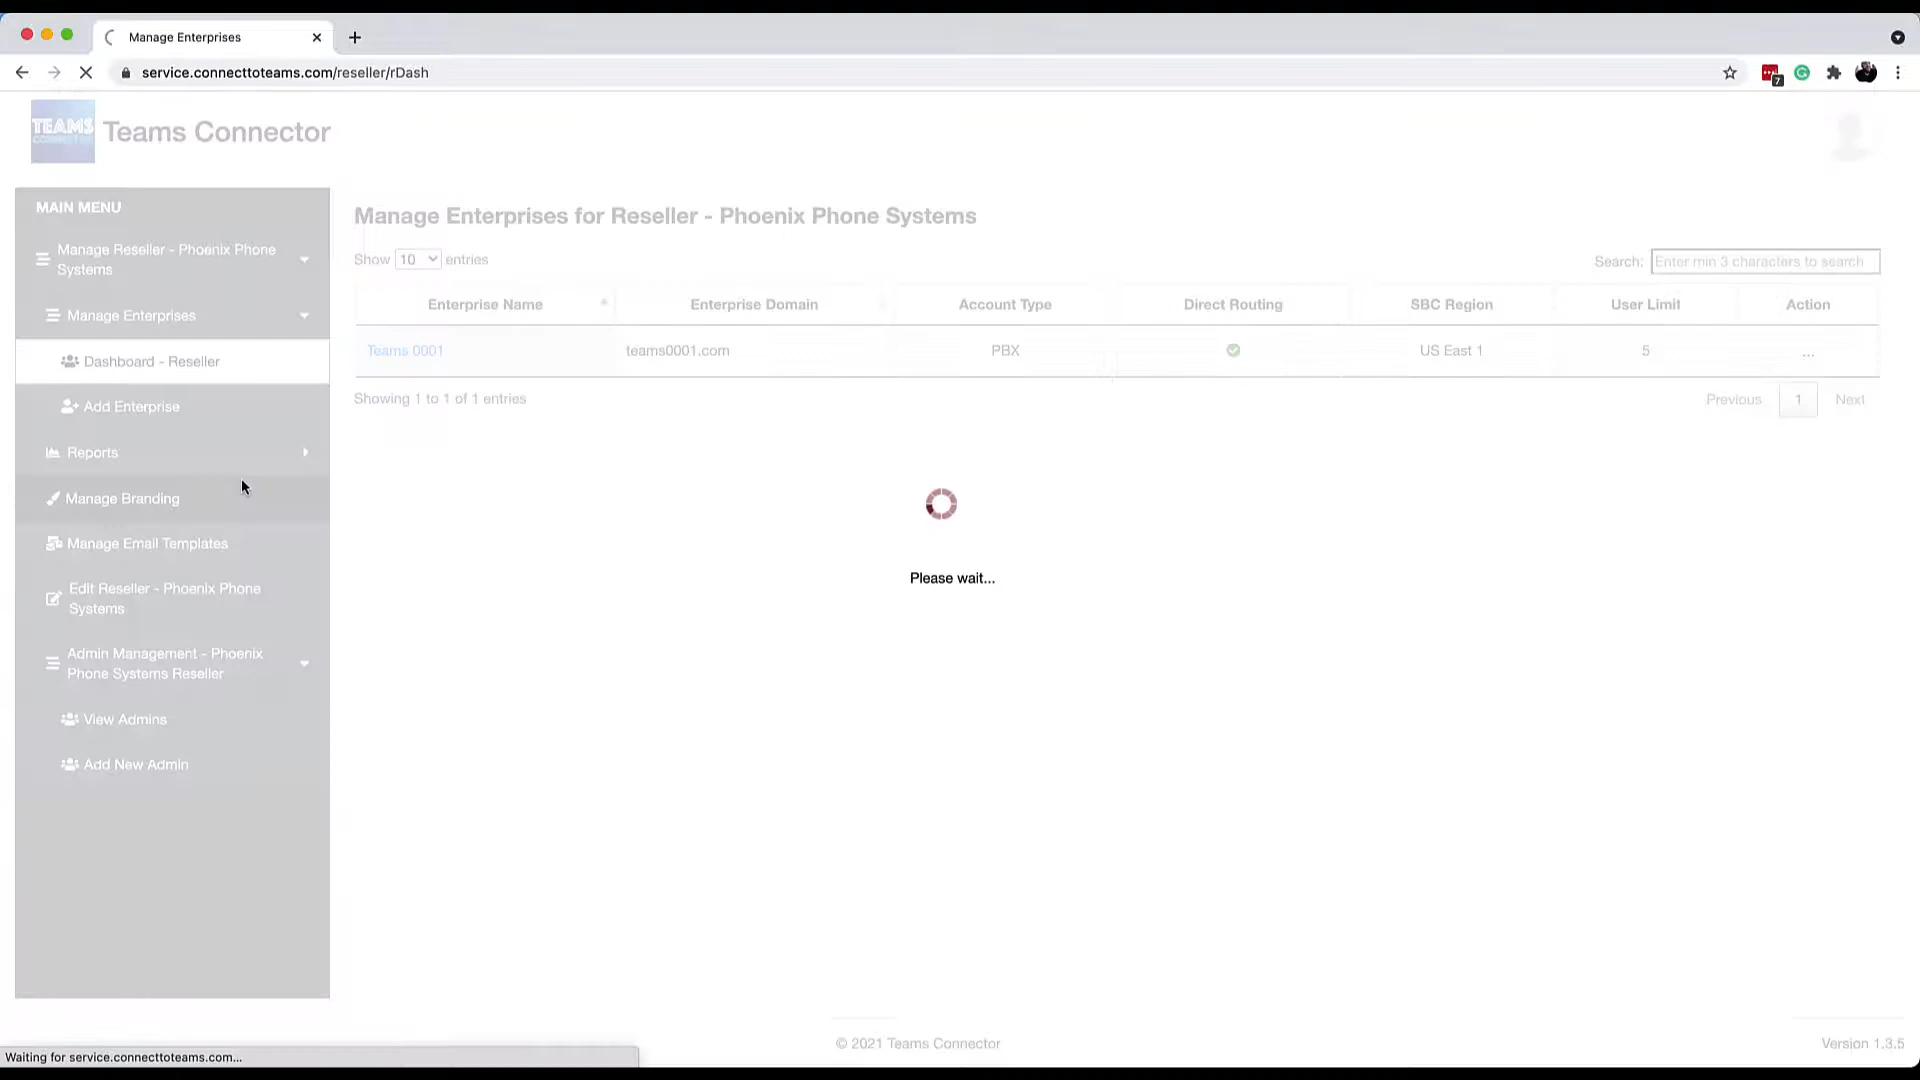 Manage Enterprises
service.connecttoteams.com/reseller/rDash
7
TEAMS
CONNECTOR
Teams Connector
MAIN MENU
Manage Reseller - Phoenix Phone
Systems
Manage Enterprises
Dashboard - Reseller
Add Enterprise
Reports
Manage Branding
Manage Email Templates
Edit Reseller - Phoenix Phone
Systems
Admin Management - Phoenix
Phone Systems Reseller
View Admins
Add New Admin
Manage Enterprises for Reseller - Phoenix Phone Systems
Show 10 entries
Search: Enter min 3 characters to search
Enterprise Name Enterprise Domain Account Type Direct Routing SBC Region User Limit Action
Teams 0001 teams0001.com PBX US East 1 5 ...
Showing 1 to 1 of 1 entries
Previous 1 Next
Please wait...
© 2021 Teams Connector
Version 1.3.5
Waiting for service.connecttoteams.com...